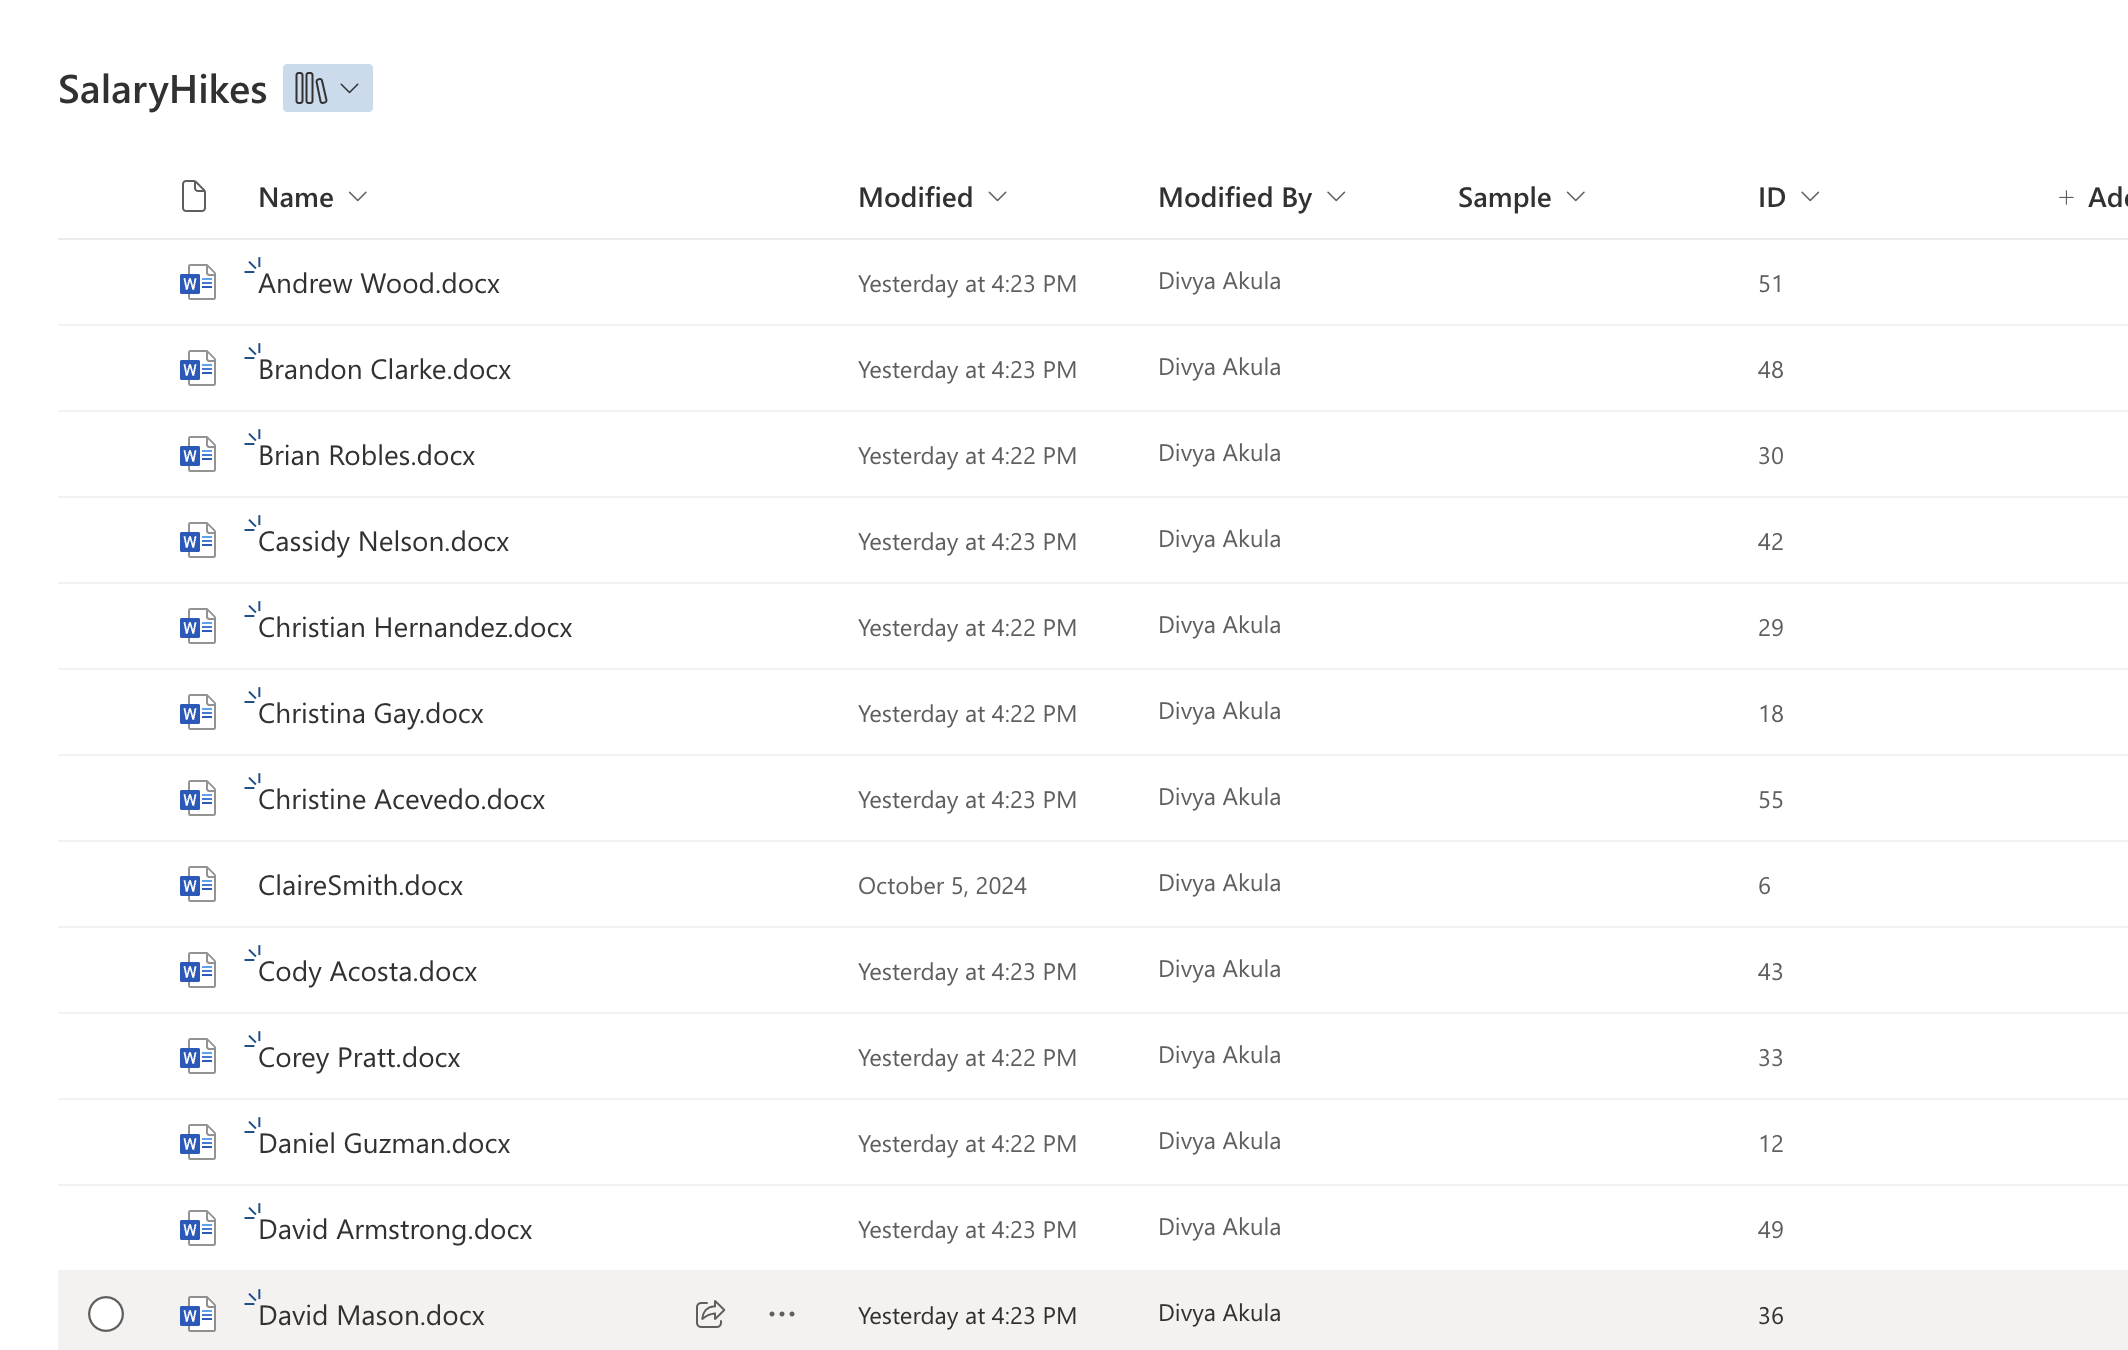 SalaryHikes
Name Modified Modified By Sample ID + Add
Andrew Wood.docx Yesterday at 4:23 PM Divya Akula 51
Brandon Clarke.docx Yesterday at 4:23 PM Divya Akula 48
Brian Robles.docx Yesterday at 4:22 PM Divya Akula 30
Cassidy Nelson.docx Yesterday at 4:23 PM Divya Akula 42
Christian Hernandez.docx Yesterday at 4:22 PM Divya Akula 29
Christina Gay.docx Yesterday at 4:22 PM Divya Akula 18
Christine Acevedo.docx Yesterday at 4:23 PM Divya Akula 55
ClaireSmith.docx October 5, 2024 Divya Akula 6
Cody Acosta.docx Yesterday at 4:23 PM Divya Akula 43
Corey Pratt.docx Yesterday at 4:22 PM Divya Akula 33
Daniel Guzman.docx Yesterday at 4:22 PM Divya Akula 12
David Armstrong.docx Yesterday at 4:23 PM Divya Akula 49
David Mason.docx Yesterday at 4:23 PM Divya Akula 36